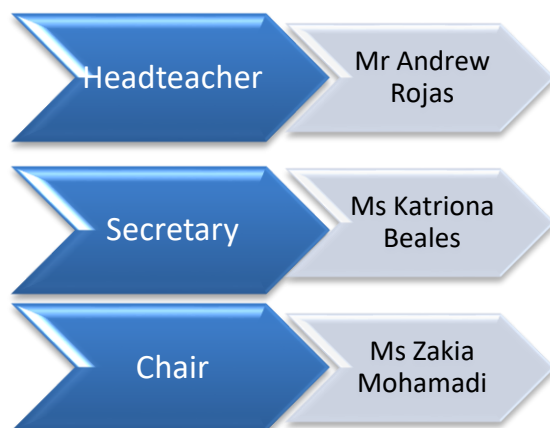 Headteacher
Mr Andrew
Rojas
Secretary
Ms Katriona
Beales
Chair
Ms Zakia
Mohamadi